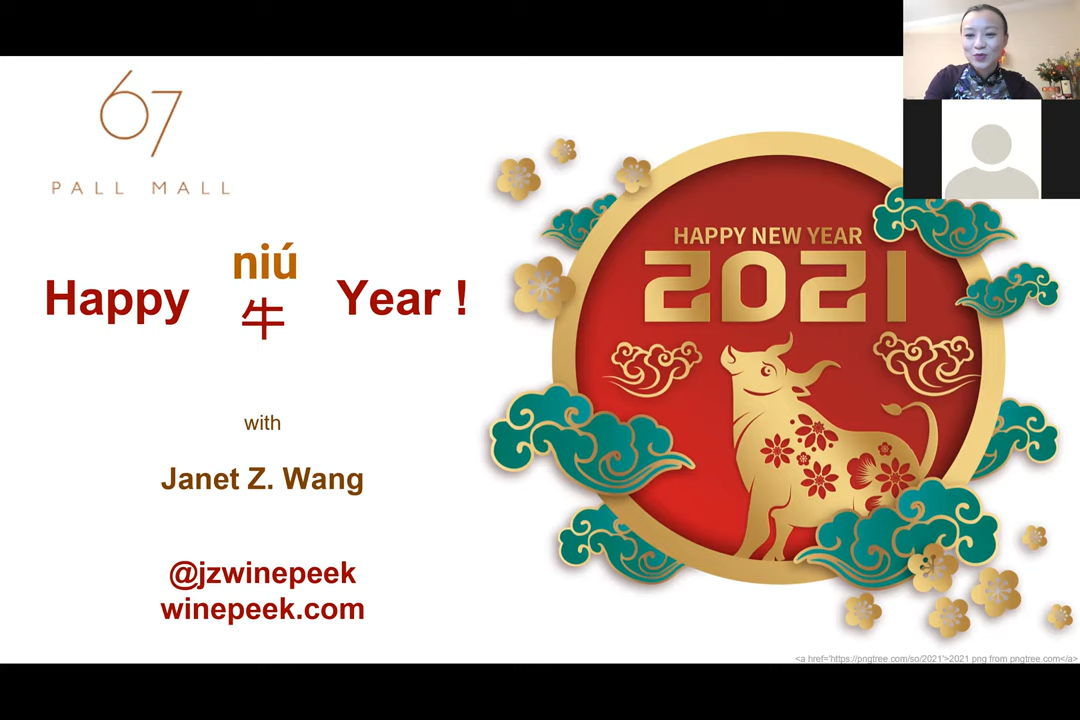 67
PALL MALL
niú
Happy 牛 Year !
with
Janet Z. Wang
@jzwinepeek
winepeek.com
HAPPY NEW YEAR
2021
<a href='https://pngtree.com/so/2021'>2021 png from pngtree.com</a>